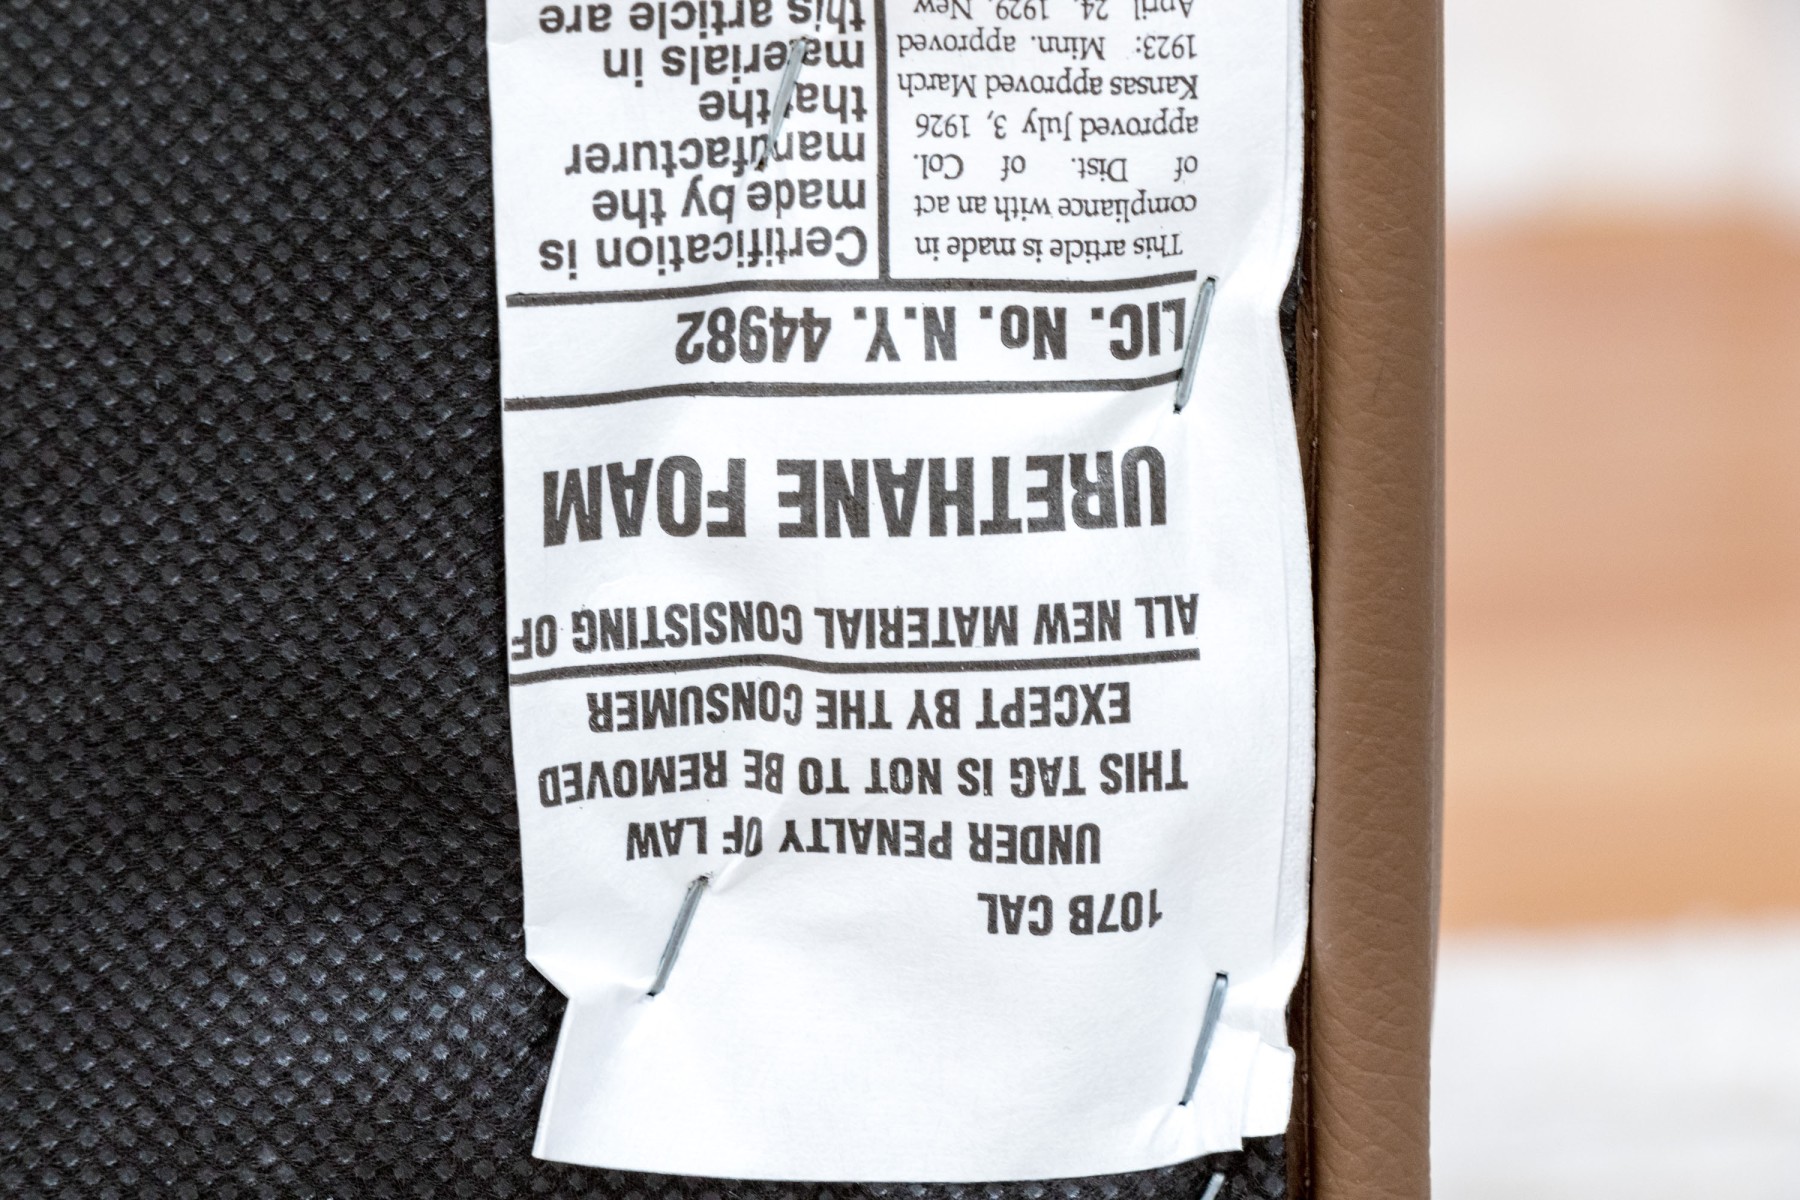 107B CAL
UNDER PENALTY OF LAW
THIS TAG IS NOT TO BE REMOVED
EXCEPT BY THE CONSUMER
ALL NEW MATERIAL CONSISTING OF
URETHANE FOAM
LIC. No. N.Y. 44982
Certification is
made by the
manufacturer
that the
materials in
this article are
This article is made in
compliance with an act
of Dist. of Col.
approved July 3, 1926
Kansas approved March
1923: Minn. approved
April 24, 1929, New